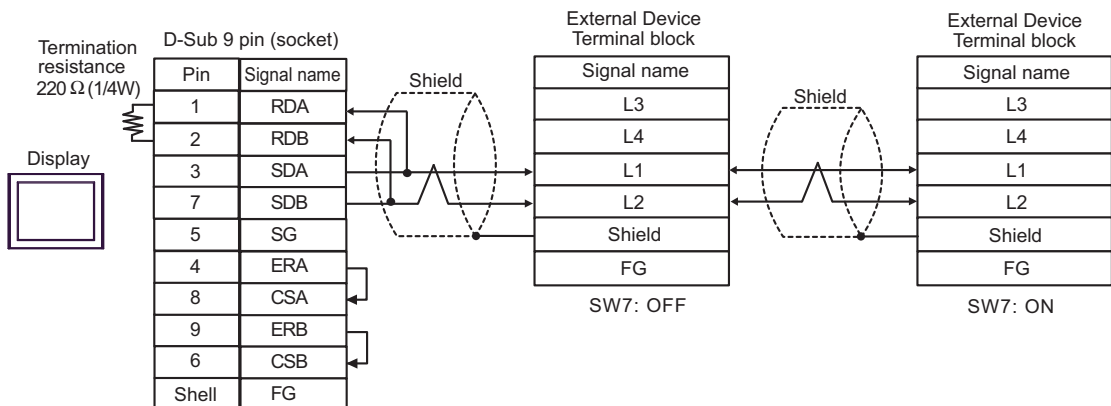 Termination
resistance
220 Ω (1/4W)
Display
D-Sub 9 pin (socket)
Pin Signal name
1 RDA
2 RDB
3 SDA
7 SDB
5 SG
4 ERA
8 CSA
9 ERB
6 CSB
Shell FG
Shield
External Device
Terminal block
Signal name
L3
L4
L1
L2
Shield
FG
SW7: OFF
Shield
External Device
Terminal block
Signal name
L3
L4
L1
L2
Shield
FG
SW7: ON